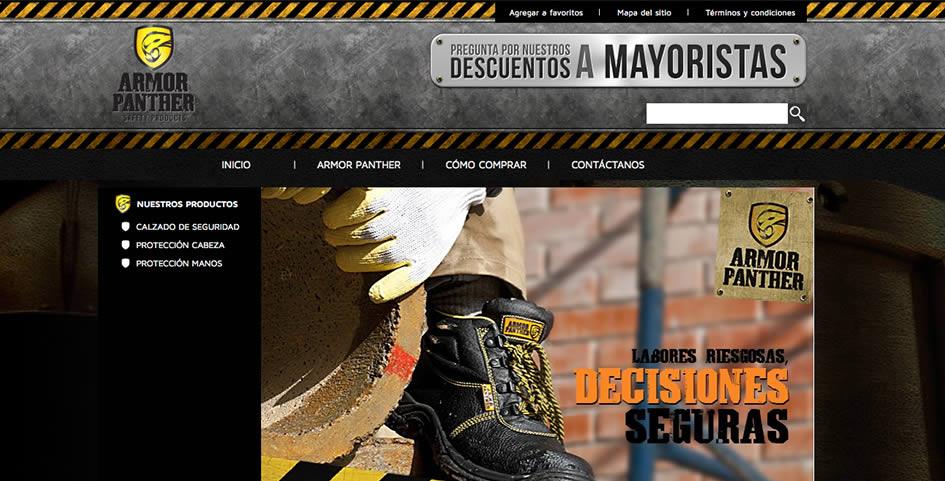 Agregar a favoritos | Mapa del sitio | Términos y condiciones
ARMOR
PANTHER
SAFETY PRODUCTS
PREGUNTA POR NUESTROS
DESCUENTOS A MAYORISTAS
INICIO | ARMOR PANTHER | CÓMO COMPRAR | CONTÁCTANOS
NUESTROS PRODUCTOS
CALZADO DE SEGURIDAD
PROTECCIÓN CABEZA
PROTECCIÓN MANOS
ARMOR
PANTHER
ARMOR
PANTHER
LABORES RIESGOSAS,
DECISIONES
SEGURAS